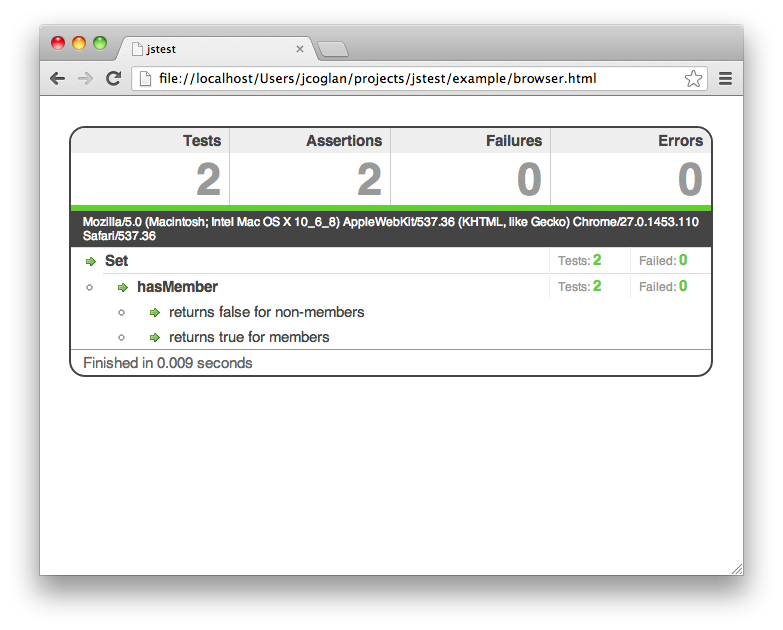 jstest
file://localhost/Users/jcoglan/projects/jstest/example/browser.html
Tests Assertions Failures Errors
2 2 0 0
Mozilla/5.0 (Macintosh; Intel Mac OS X 10_6_8) AppleWebKit/537.36 (KHTML, like Gecko) Chrome/27.0.1453.110
Safari/537.36
Set Tests: 2 Failed: 0
hasMember Tests: 2 Failed: 0
returns false for non-members
returns true for members
Finished in 0.009 seconds